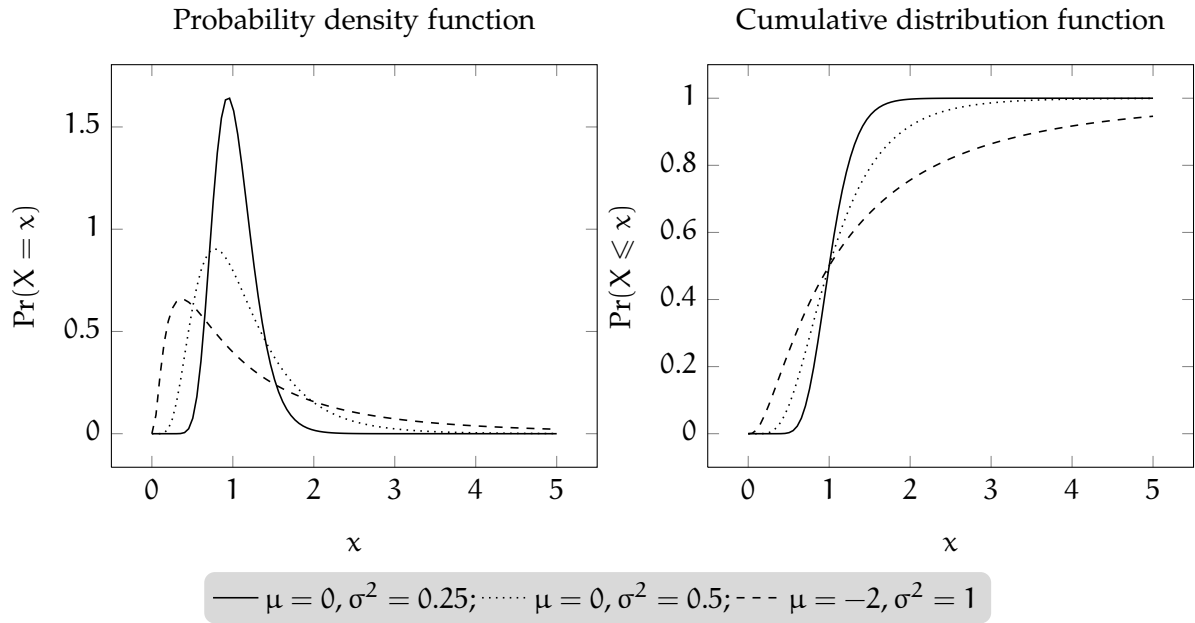 Probability density function
Cumulative distribution function
Pr(X = x)
1.5
1
0.5
0
0 1 2 3 4 5
x
Pr(X ⩽ x)
1
0.8
0.6
0.4
0.2
0
0 1 2 3 4 5
x
μ = 0, σ² = 0.25; μ = 0, σ² = 0.5; μ = −2, σ² = 1